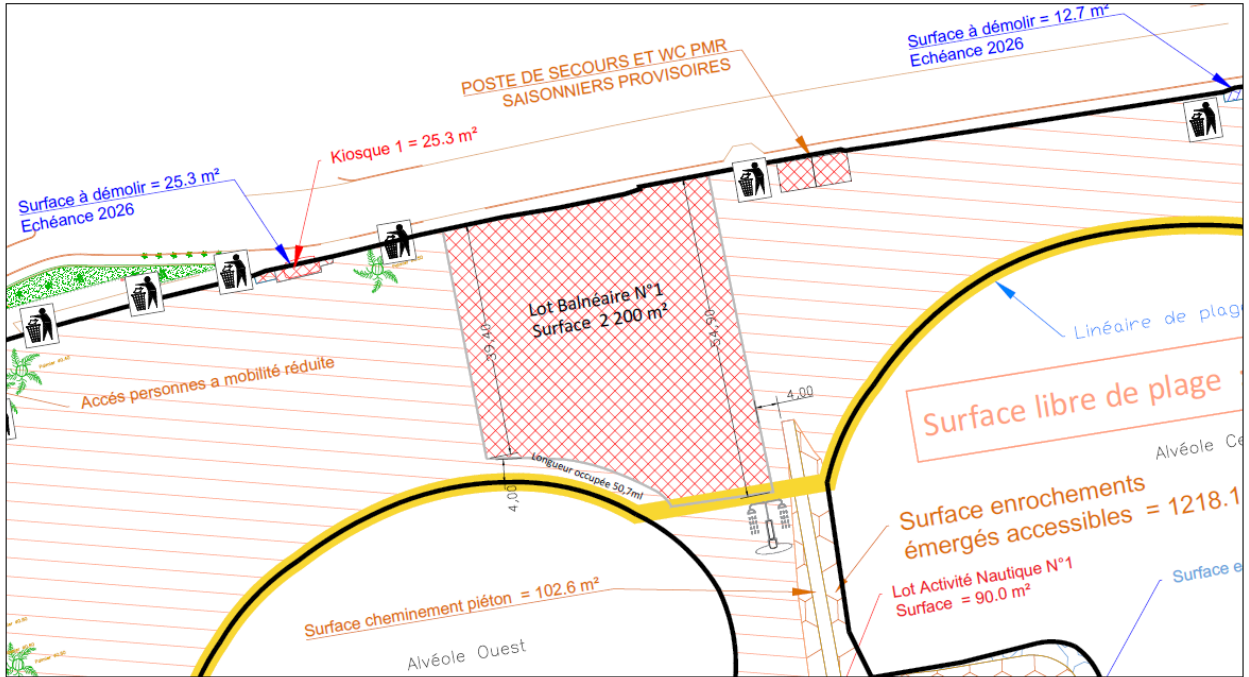 Surface à démolir = 12.7 m²
Echéance 2026
POSTE DE SECOURS ET WC PMR
SAISONNIERS PROVISOIRES
Kiosque 1 = 25.3 m²
Surface à démolir = 25.3 m²
Echéance 2026
Lot Balnéaire N°1
Surface 2 200 m²
39,40
54,90
4,00
Linéaire de plag
Accés personnes a mobilité réduite
Surface libre de plage
Alvéole Ce
Longueur occupée 50,7ml
4,00
Surface enrochements
émergés accessibles = 1218.1
Lot Activité Nautique N°1
Surface = 90.0 m²
Surface e
Surface cheminement piéton = 102.6 m²
Alvéole Ouest